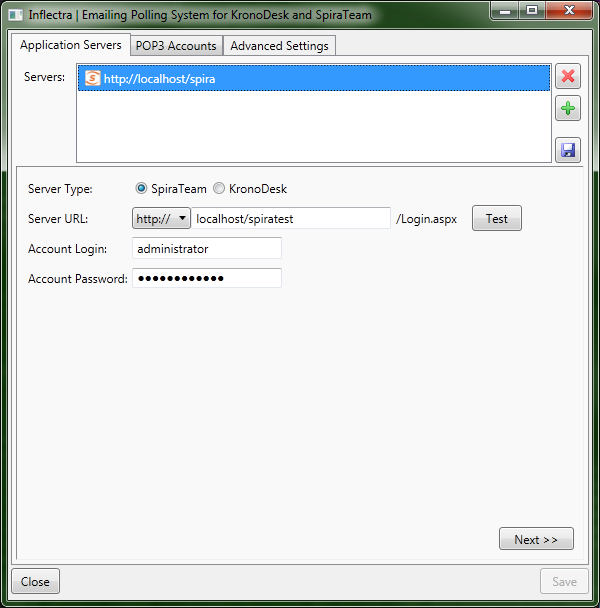 Inflectra | Emailing Polling System for KronoDesk and SpiraTeam
Application Servers POP3 Accounts Advanced Settings
Servers: http://localhost/spira
Server Type: SpiraTeam KronoDesk
Server URL: http:// localhost/spiratest /Login.aspx Test
Account Login: administrator
Account Password: ●●●●●●●●●●●●
Next >>
Close Save